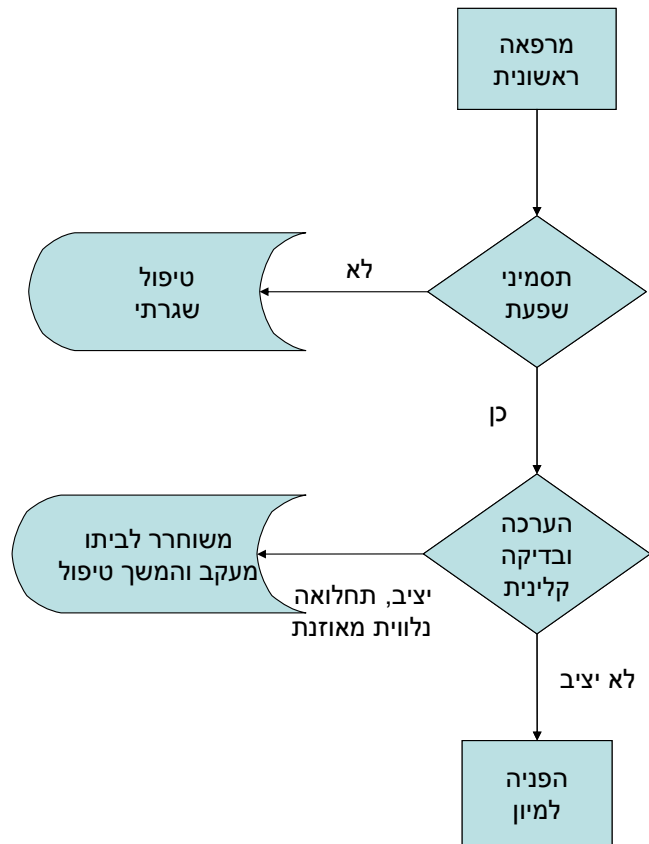 מרפאה
ראשונית
תסמיני
שפעת
לא
טיפול
שגרתי
כן
הערכה
ובדיקה
קלינית
יציב, תחלואה
נלווית מאוזנת
משוחרר לביתו
מעקב והמשך טיפול
לא יציב
הפניה
למיון